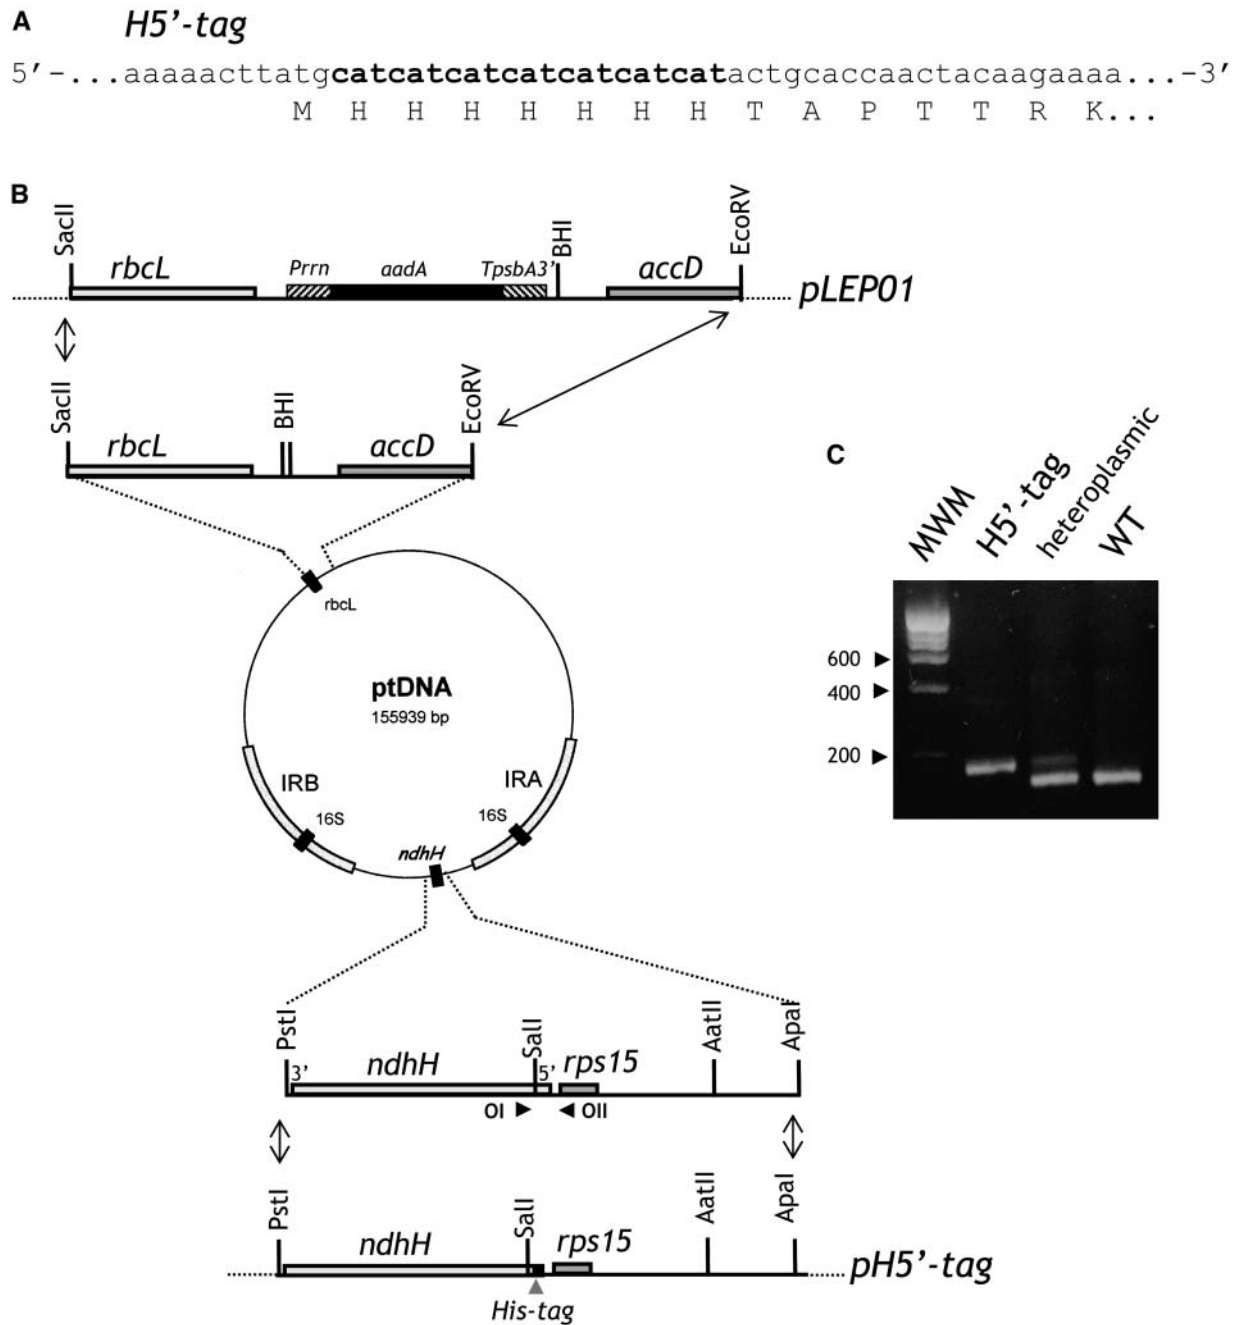 A
H5'-tag
5'-...aaaaacttatgcatcatcatcatcatcatcatactgcaccaactacaagaaaa...-3'
M H H H H H H H T A P T T R K...
B
SacII
rbcL
Prrn
aadA
TpsbA3'
BHI
accD
EcoRV
pLEP01
SacII
rbcL
BHI
accD
EcoRV
rbcL
ptDNA
155939 bp
IRB
16S
IRA
16S
ndhH
C
MWM
H5'-tag
heteroplasmic
WT
600
400
200
PstI
3'
ndhH
SalI
5'
rps15
AatII
ApaI
OI
OII
PstI
ndhH
SalI
rps15
AatII
ApaI
pH5'-tag
His-tag